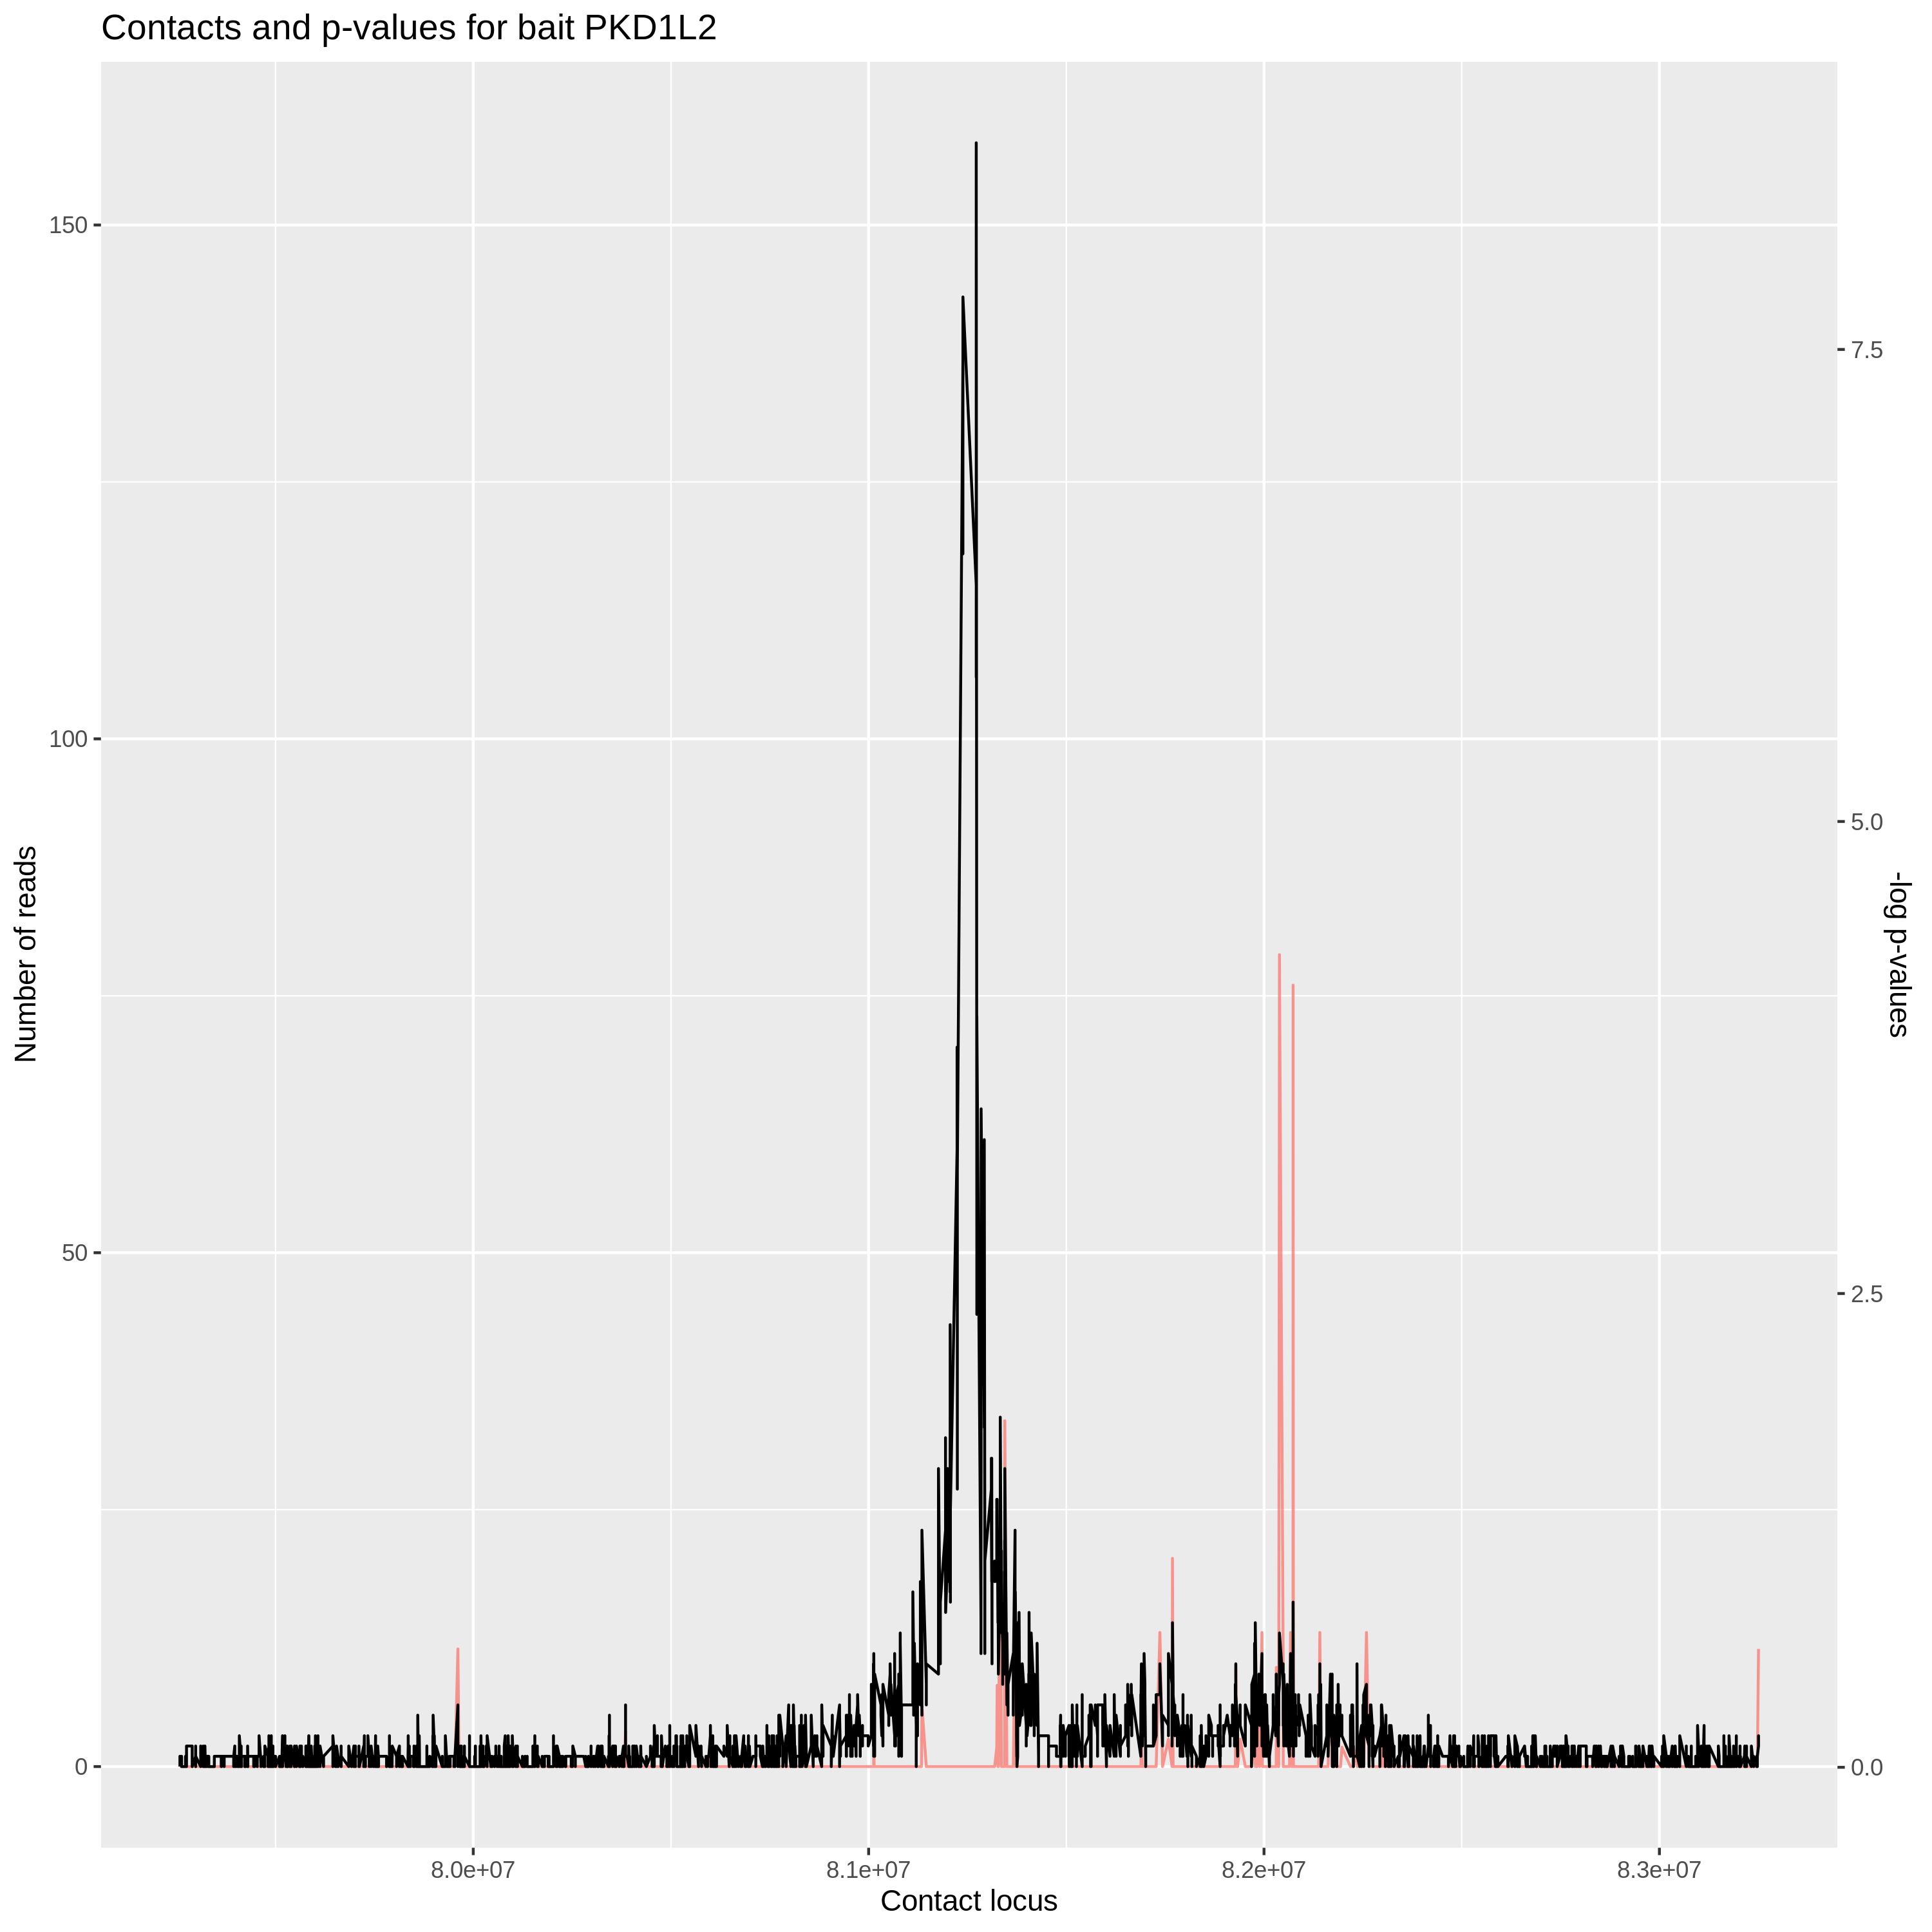 Contacts and p-values for bait PKD1L2
150
100
50
0
Number of reads
7.5
5.0
2.5
0.0
-log p-values
8.0e+07 8.1e+07 8.2e+07 8.3e+07
Contact locus